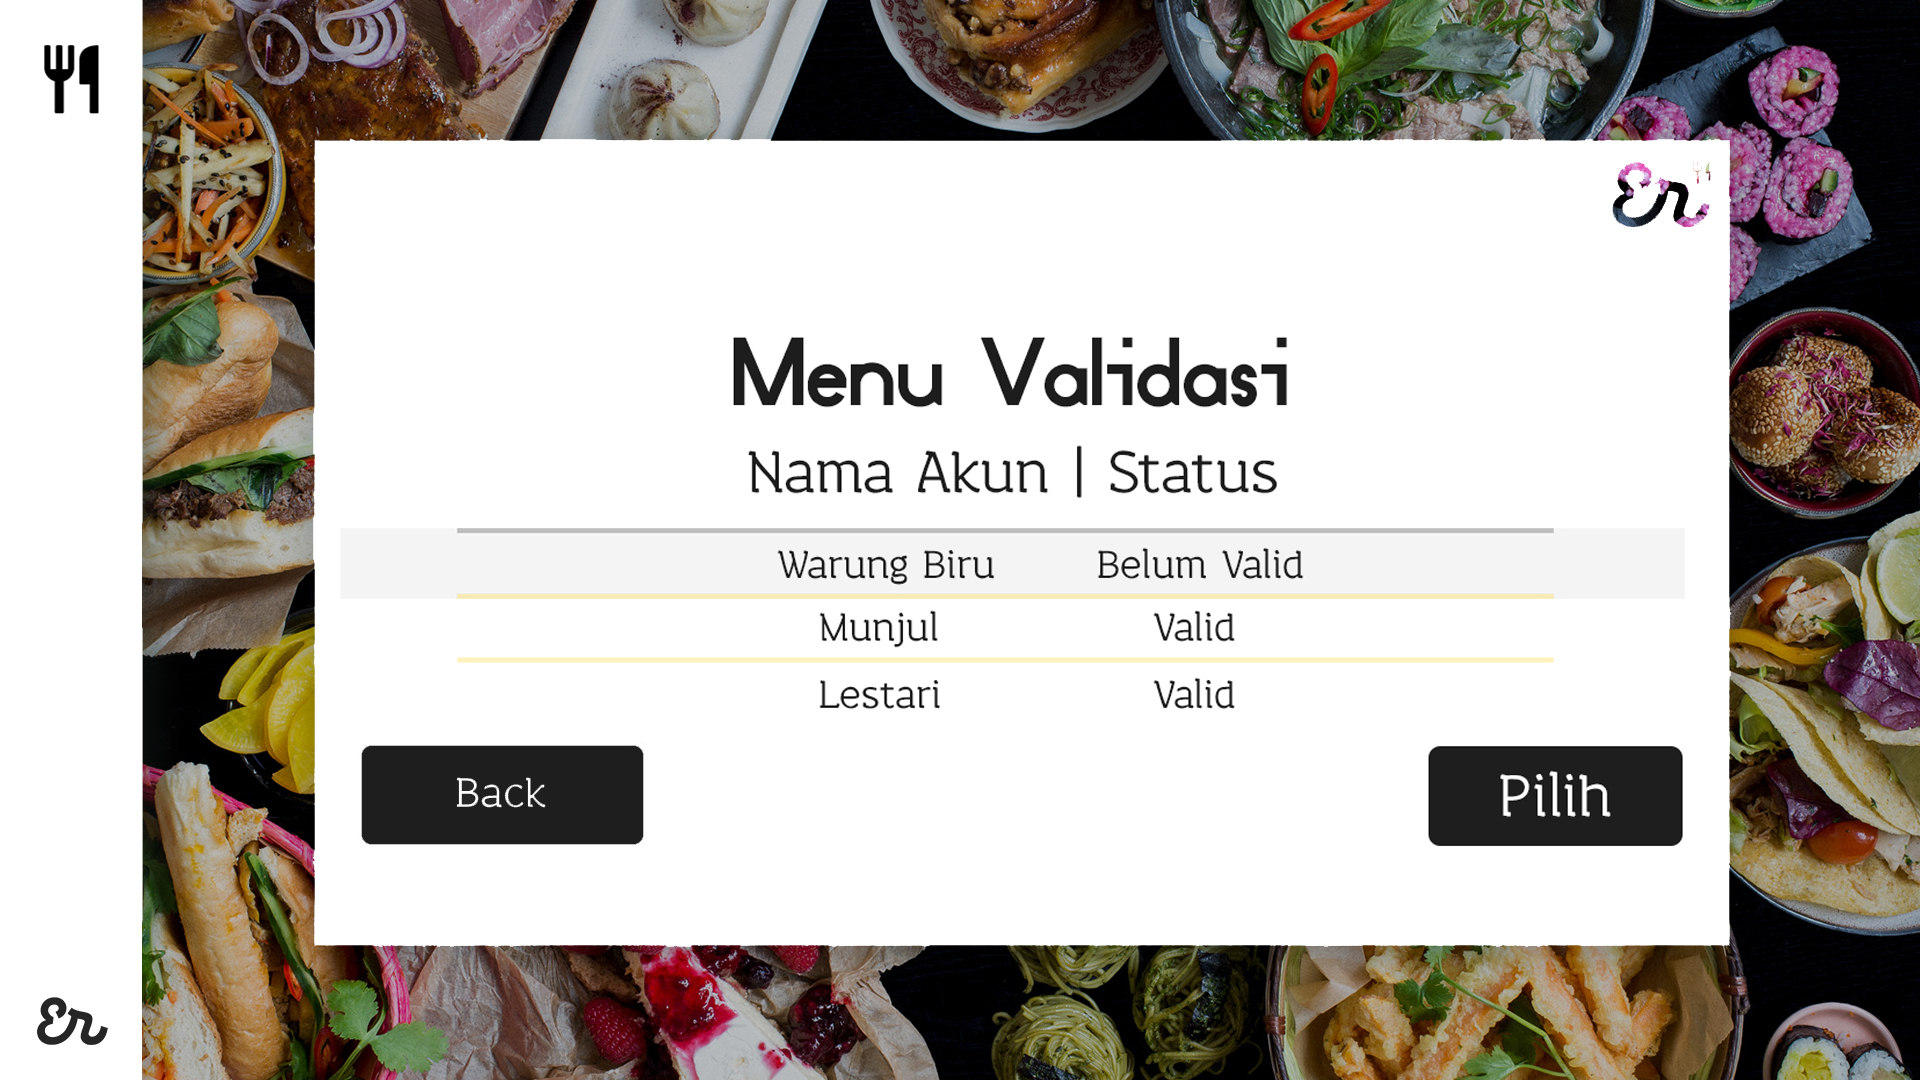 Er
Menu Validasi
Nama Akun | Status
Warung Biru Belum Valid
Munjul Valid
Lestari Valid
Back Pilih
Er